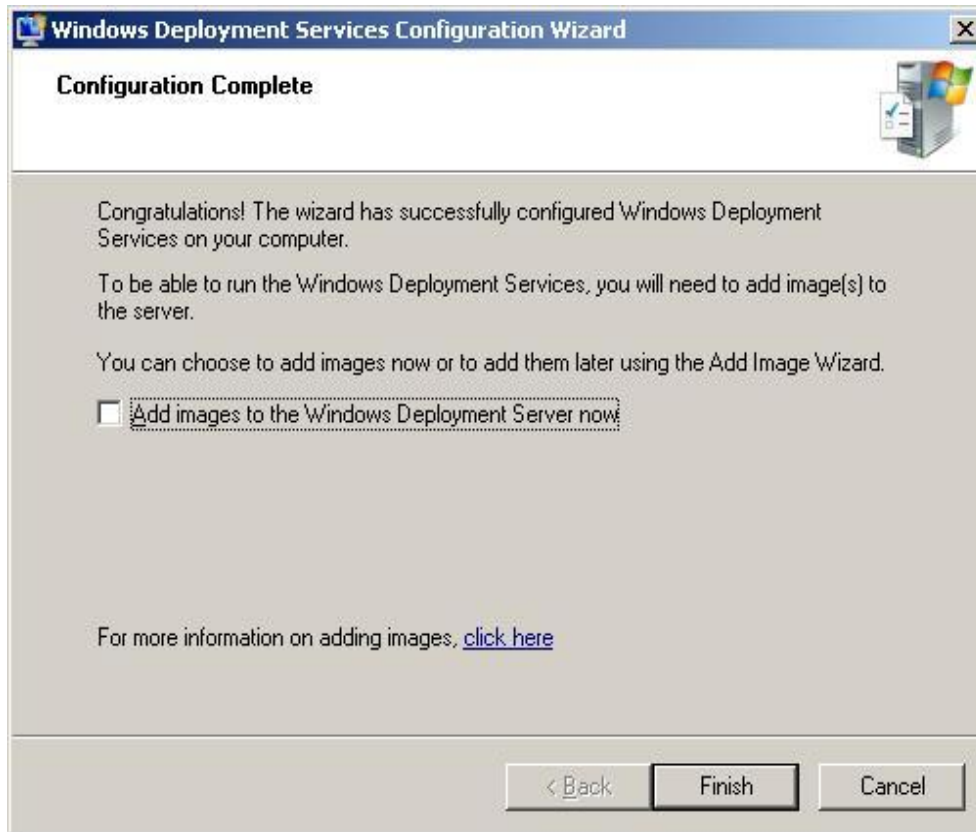 Windows Deployment Services Configuration Wizard
Configuration Complete
Congratulations! The wizard has successfully configured Windows Deployment
Services on your computer.
To be able to run the Windows Deployment Services, you will need to add image(s) to
the server.
You can choose to add images now or to add them later using the Add Image Wizard.
Add images to the Windows Deployment Server now
For more information on adding images, click here
< Back Finish Cancel